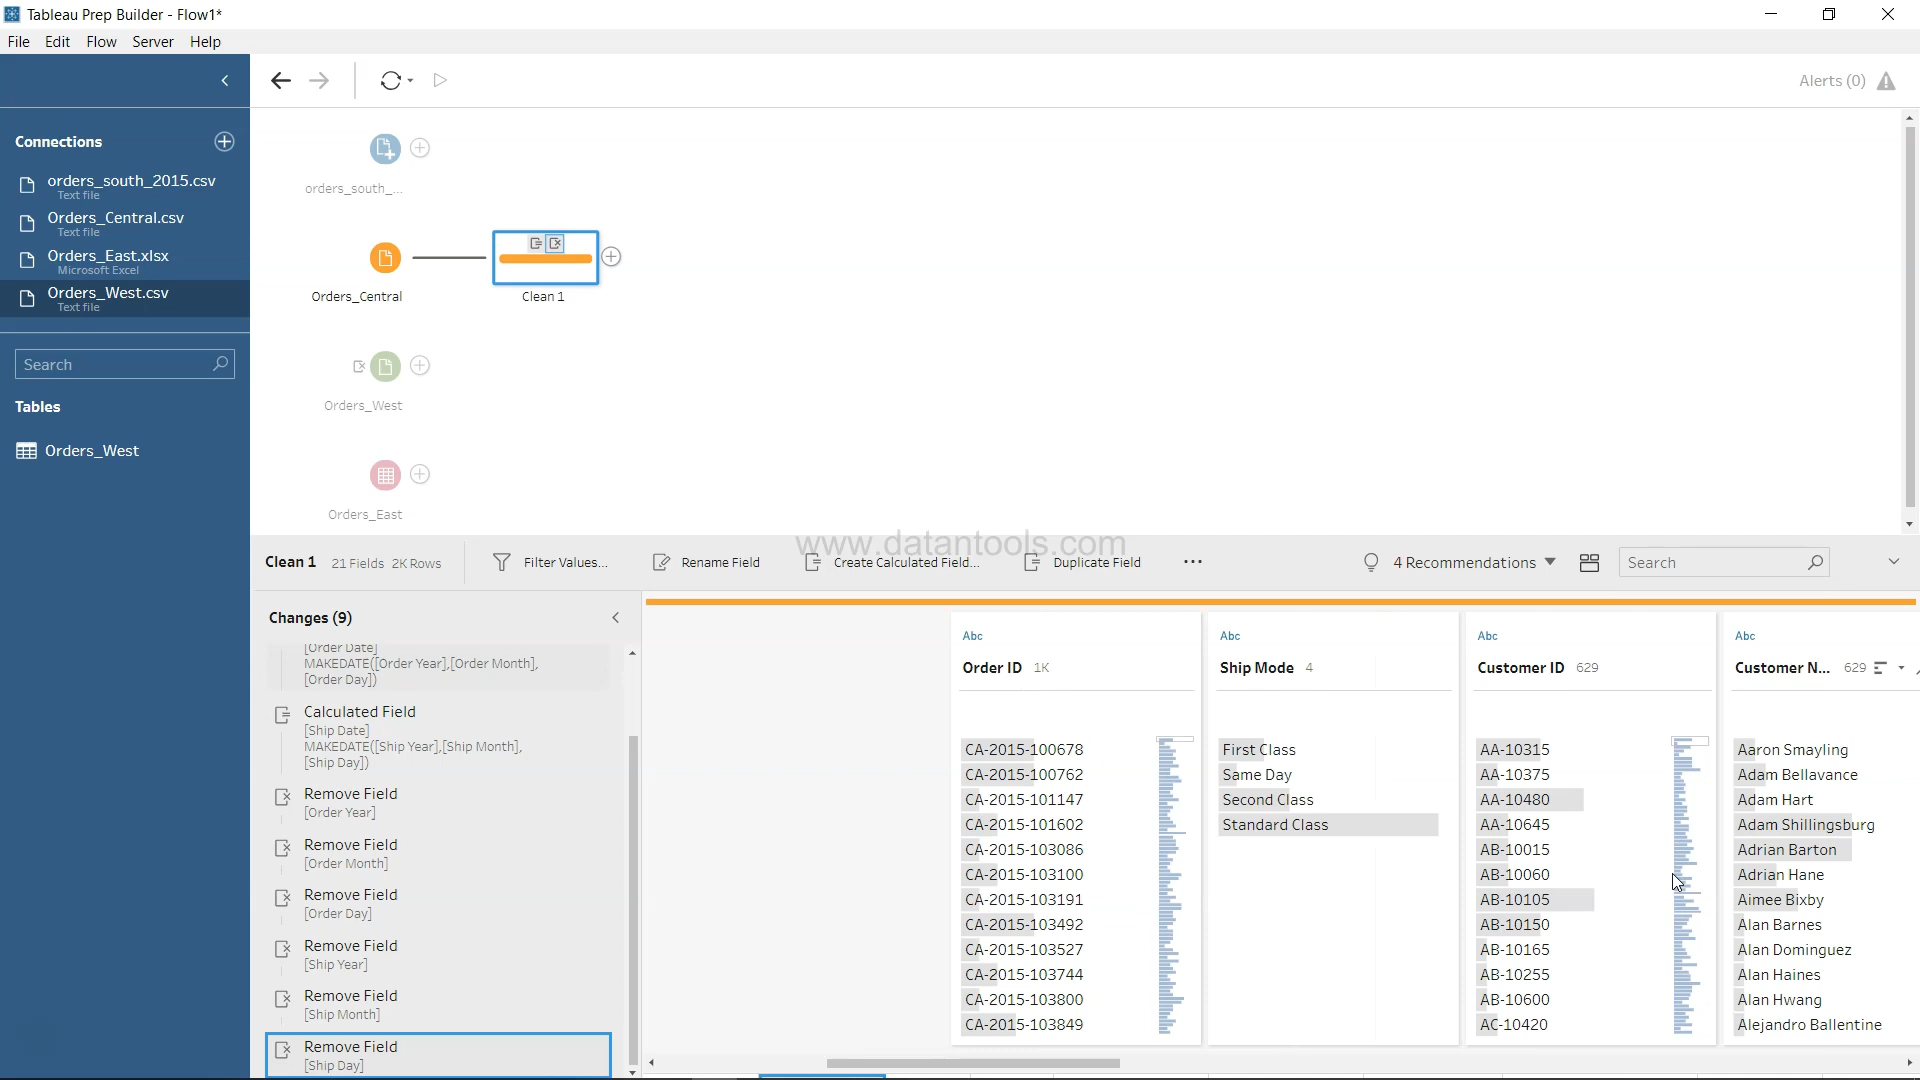 Tableau Prep Builder - Flow1*
File Edit Flow Server Help
Alerts (0)
Connections
orders_south_2015.csv
Text file
Orders_Central.csv
Text file
Orders_East.xlsx
Microsoft Excel
Orders_West.csv
Text file
Search
Tables
Orders_West
orders_south_...
Orders_Central
Clean 1
Orders_West
Orders_East
www.datantools.com
Clean 1 21 Fields 2K Rows Filter Values... Rename Field Create Calculated Field... Duplicate Field ... 4 Recommendations Search
Changes (9)
[Order Date]
MAKEDATE([Order Year],[Order Month],
[Order Day])
Calculated Field
[Ship Date]
MAKEDATE([Ship Year],[Ship Month],
[Ship Day])
Remove Field
[Order Year]
Remove Field
[Order Month]
Remove Field
[Order Day]
Remove Field
[Ship Year]
Remove Field
[Ship Month]
Remove Field
[Ship Day]
Abc
Order ID 1K
CA-2015-100678
CA-2015-100762
CA-2015-101147
CA-2015-101602
CA-2015-103086
CA-2015-103100
CA-2015-103191
CA-2015-103492
CA-2015-103527
CA-2015-103744
CA-2015-103800
CA-2015-103849
Abc
Ship Mode 4
First Class
Same Day
Second Class
Standard Class
Abc
Customer ID 629
AA-10315
AA-10375
AA-10480
AA-10645
AB-10015
AB-10060
AB-10105
AB-10150
AB-10165
AB-10255
AB-10600
AC-10420
Abc
Customer N... 629
Aaron Smayling
Adam Bellavance
Adam Hart
Adam Shillingsburg
Adrian Barton
Adrian Hane
Aimee Bixby
Alan Barnes
Alan Dominguez
Alan Haines
Alan Hwang
Alejandro Ballentine